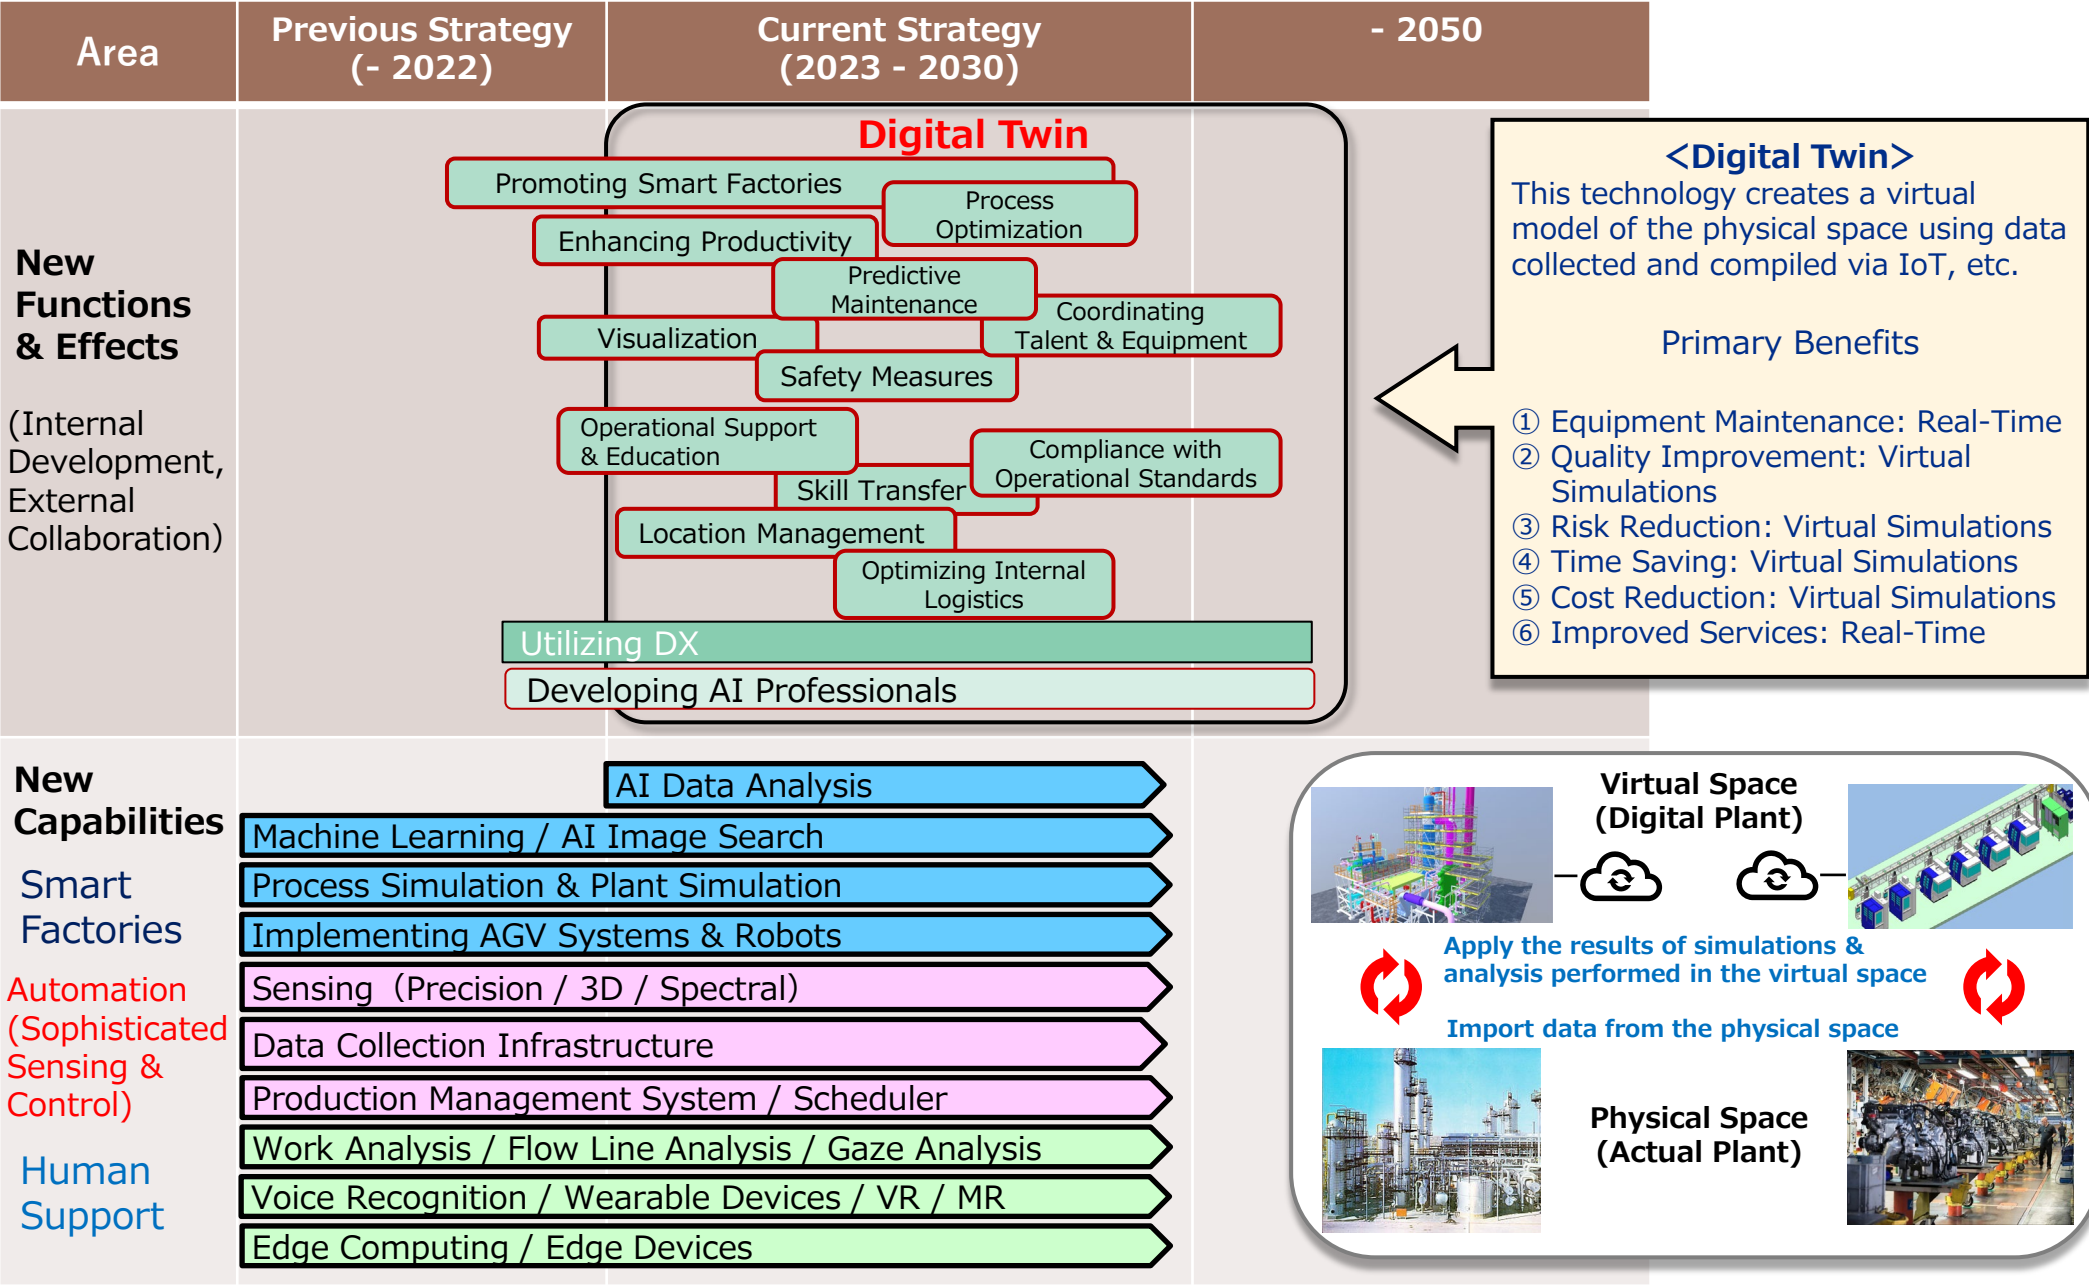 Area
Previous Strategy
(- 2022)
Current Strategy
(2023 - 2030)
- 2050
New
Functions
& Effects
(Internal
Development,
External
Collaboration)
Digital Twin
Promoting Smart Factories
Process
Optimization
Enhancing Productivity
Predictive
Maintenance
Coordinating
Talent & Equipment
Visualization
Safety Measures
Operational Support
& Education
Compliance with
Operational Standards
Skill Transfer
Location Management
Optimizing Internal
Logistics
Utilizing DX
Developing AI Professionals
<Digital Twin>
This technology creates a virtual
model of the physical space using data
collected and compiled via IoT, etc.
Primary Benefits
① Equipment Maintenance: Real-Time
② Quality Improvement: Virtual
Simulations
③ Risk Reduction: Virtual Simulations
④ Time Saving: Virtual Simulations
⑤ Cost Reduction: Virtual Simulations
⑥ Improved Services: Real-Time
New
Capabilities
Smart
Factories
Automation
(Sophisticated
Sensing &
Control)
Human
Support
AI Data Analysis
Machine Learning / AI Image Search
Process Simulation & Plant Simulation
Implementing AGV Systems & Robots
Sensing（Precision / 3D / Spectral）
Data Collection Infrastructure
Production Management System / Scheduler
Work Analysis / Flow Line Analysis / Gaze Analysis
Voice Recognition / Wearable Devices / VR / MR
Edge Computing / Edge Devices
Virtual Space
(Digital Plant)
Apply the results of simulations &
analysis performed in the virtual space
Import data from the physical space
Physical Space
(Actual Plant)